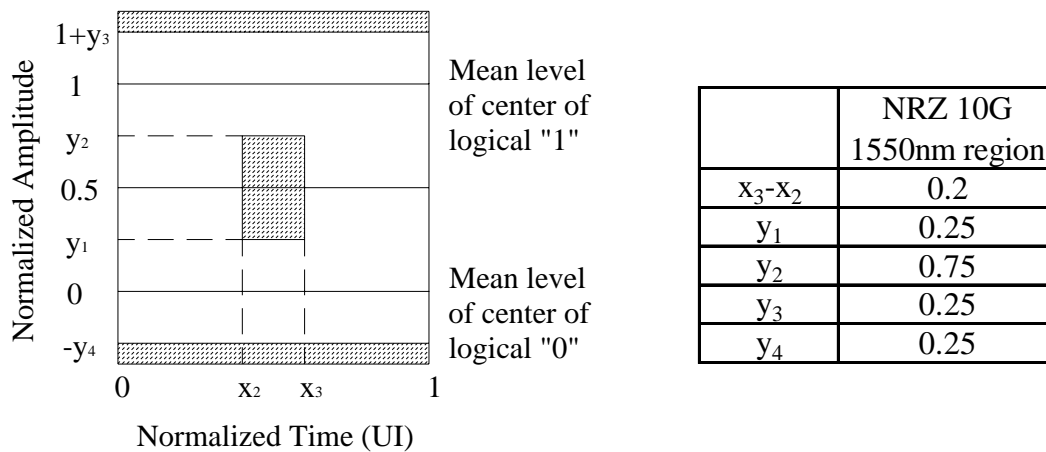 Normalized Amplitude
1+y₃
1
y₂
0.5
y₁
0
-y₄
0
x₂
x₃
1
Normalized Time (UI)
Mean level
of center of
logical "1"
Mean level
of center of
logical "0"
NRZ 10G
1550nm region
x₃-x₂ 0.2
y₁ 0.25
y₂ 0.75
y₃ 0.25
y₄ 0.25